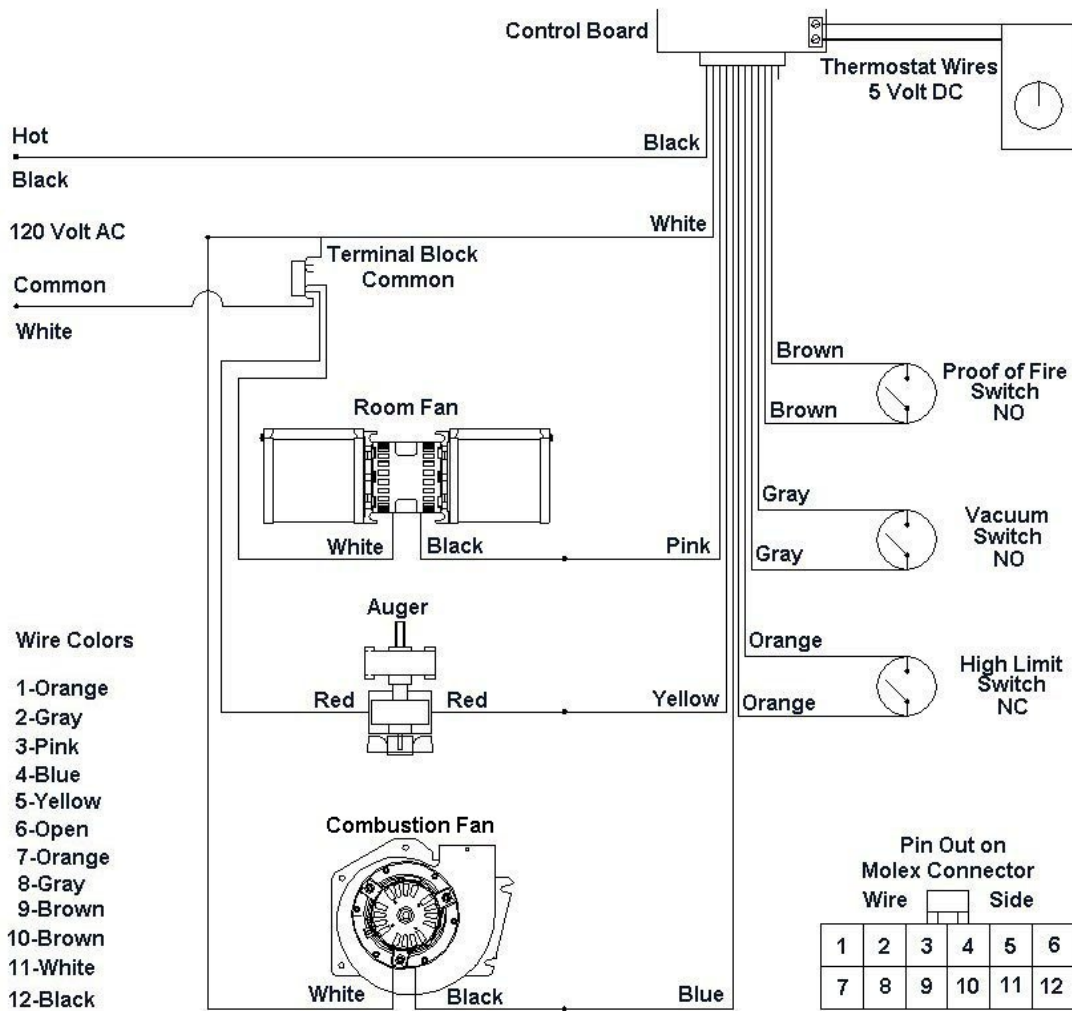 Control Board
Thermostat Wires
5 Volt DC
Hot
Black
Black
120 Volt AC
White
Terminal Block
Common
Common
White
Brown
Brown
Proof of Fire
Switch
NO
Room Fan
White
Black
Pink
Gray
Gray
Vacuum
Switch
NO
Auger
Red
Red
Yellow
Orange
Orange
High Limit
Switch
NC
Wire Colors
1-Orange
2-Gray
3-Pink
4-Blue
5-Yellow
6-Open
7-Orange
8-Gray
9-Brown
10-Brown
11-White
12-Black
Combustion Fan
White
Black
Blue
Pin Out on
Molex Connector
Wire Side
1 2 3 4 5 6
7 8 9 10 11 12